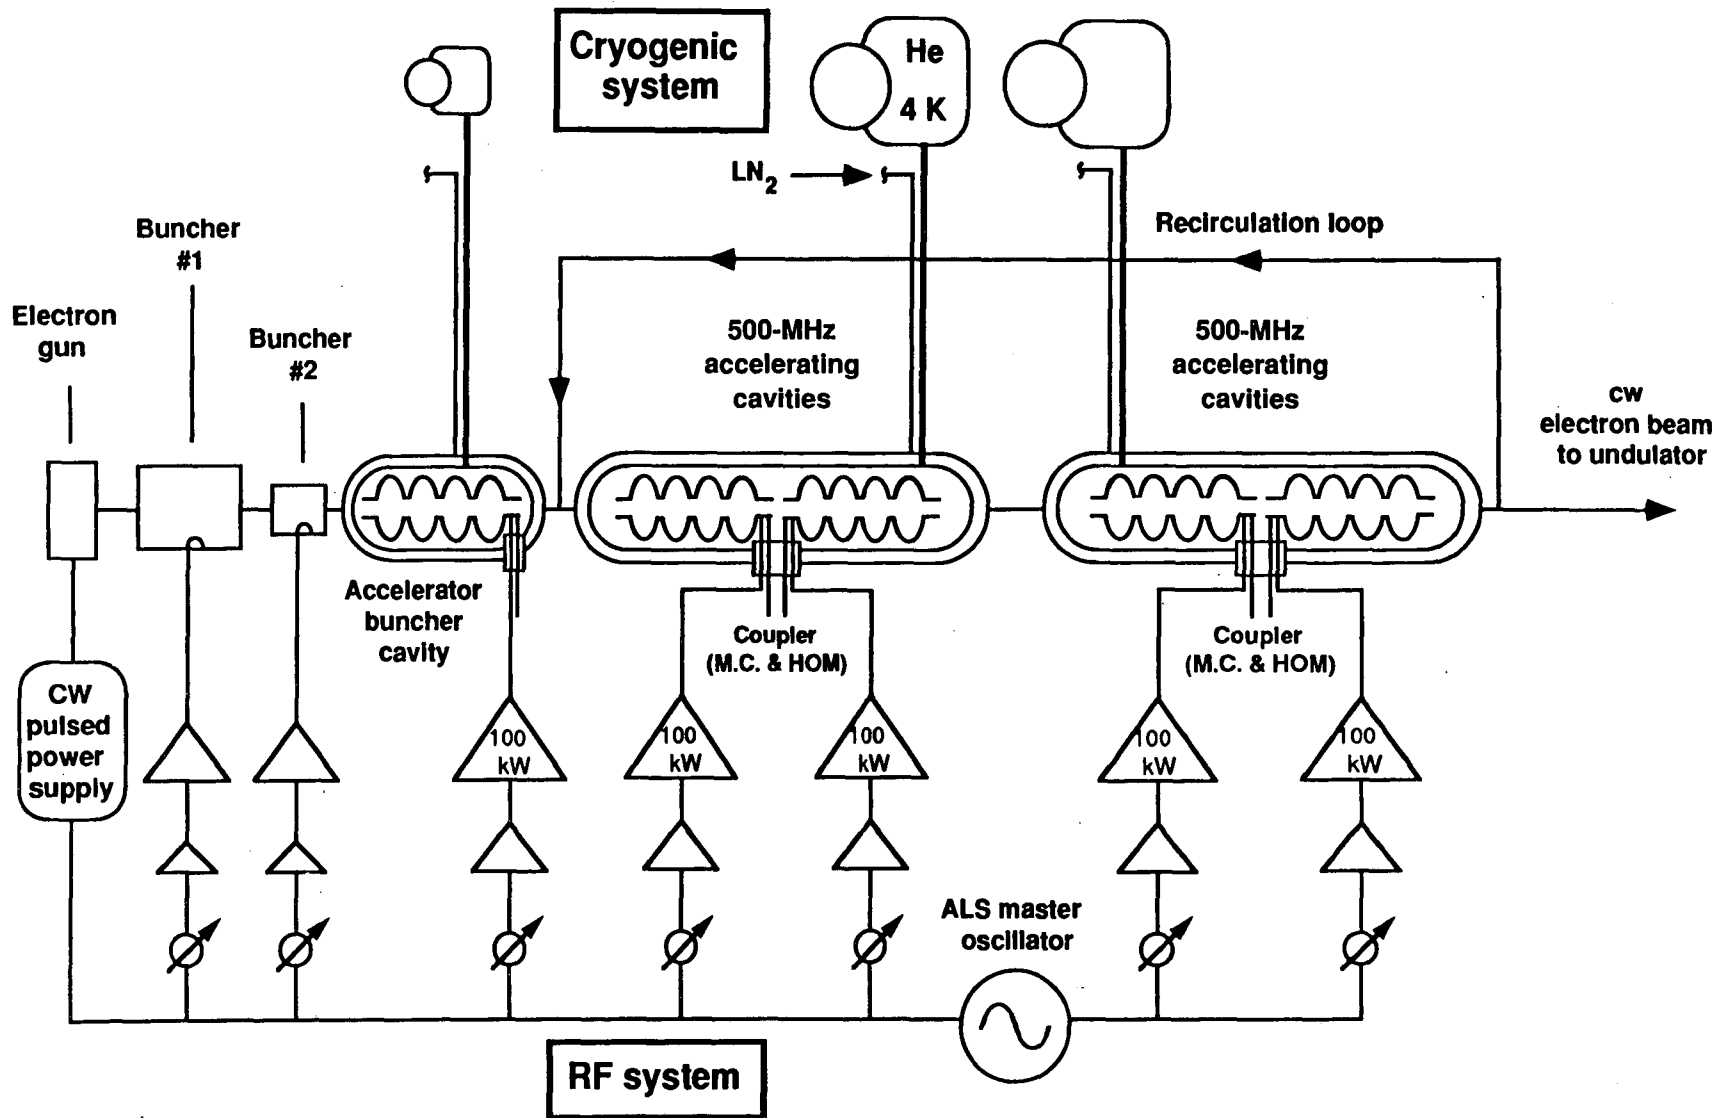 Cryogenic
system
He
4 K
LN2
Recirculation loop
Buncher
#1
Electron
gun
Buncher
#2
500-MHz
accelerating
cavities
500-MHz
accelerating
cavities
cw
electron beam
to undulator
Accelerator
buncher
cavity
Coupler
(M.C. & HOM)
Coupler
(M.C. & HOM)
CW
pulsed
power
supply
100
kW
100
kW
100
kW
100
kW
100
kW
ALS master
oscillator
RF system